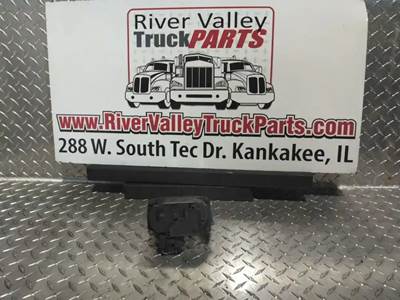 River Valley
TruckPARTS
www.RiverValleyTruckParts.com
288 W. South Tec Dr. Kankakee, IL